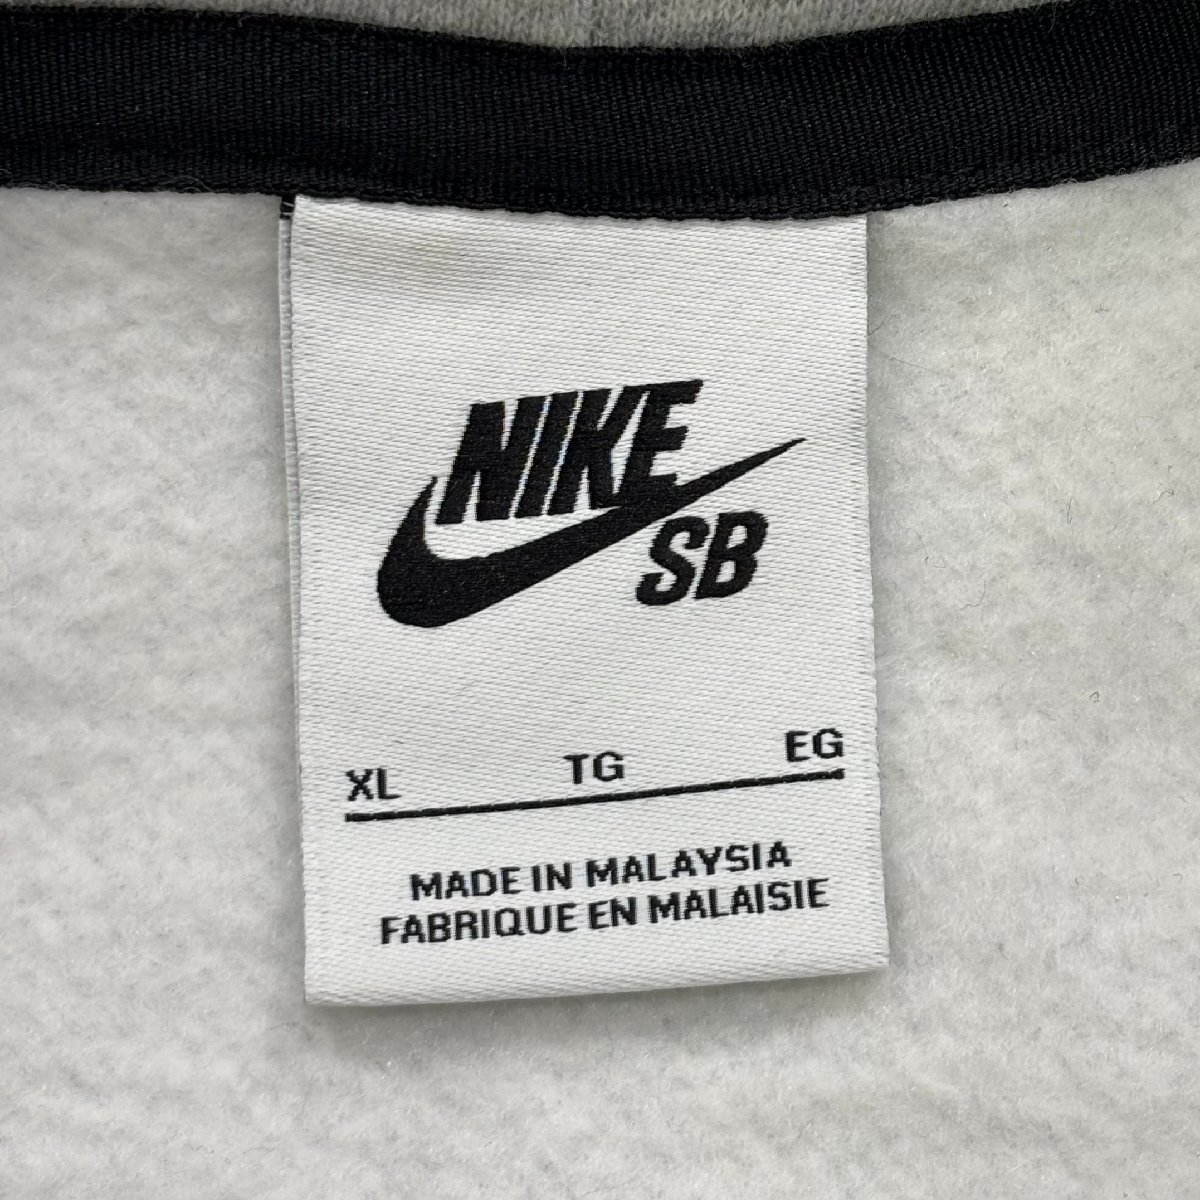 NIKE
SB
XL TG EG
MADE IN MALAYSIA
FABRIQUE EN MALAISIE